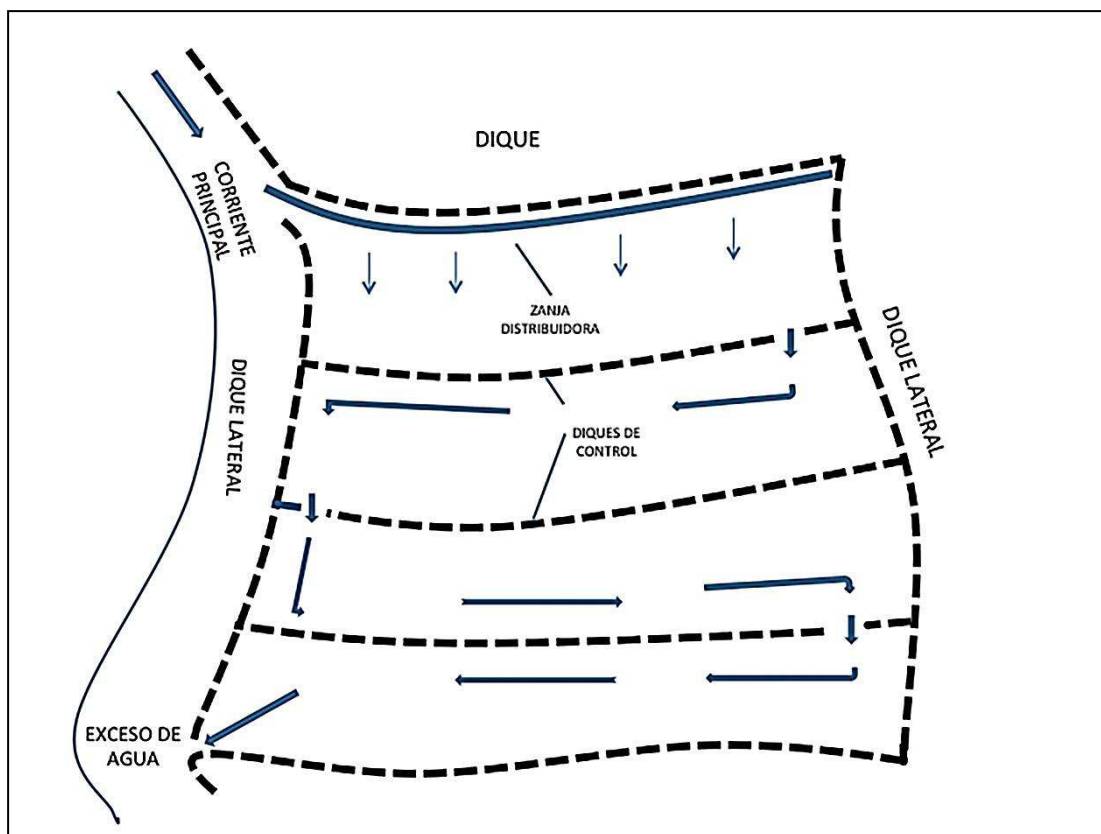 DIQUE
CORRIENTE
PRINCIPAL
ZANJA
DISTRIBUIDORA
DIQUE LATERAL
DIQUE LATERAL
DIQUES DE
CONTROL
EXCESO DE
AGUA